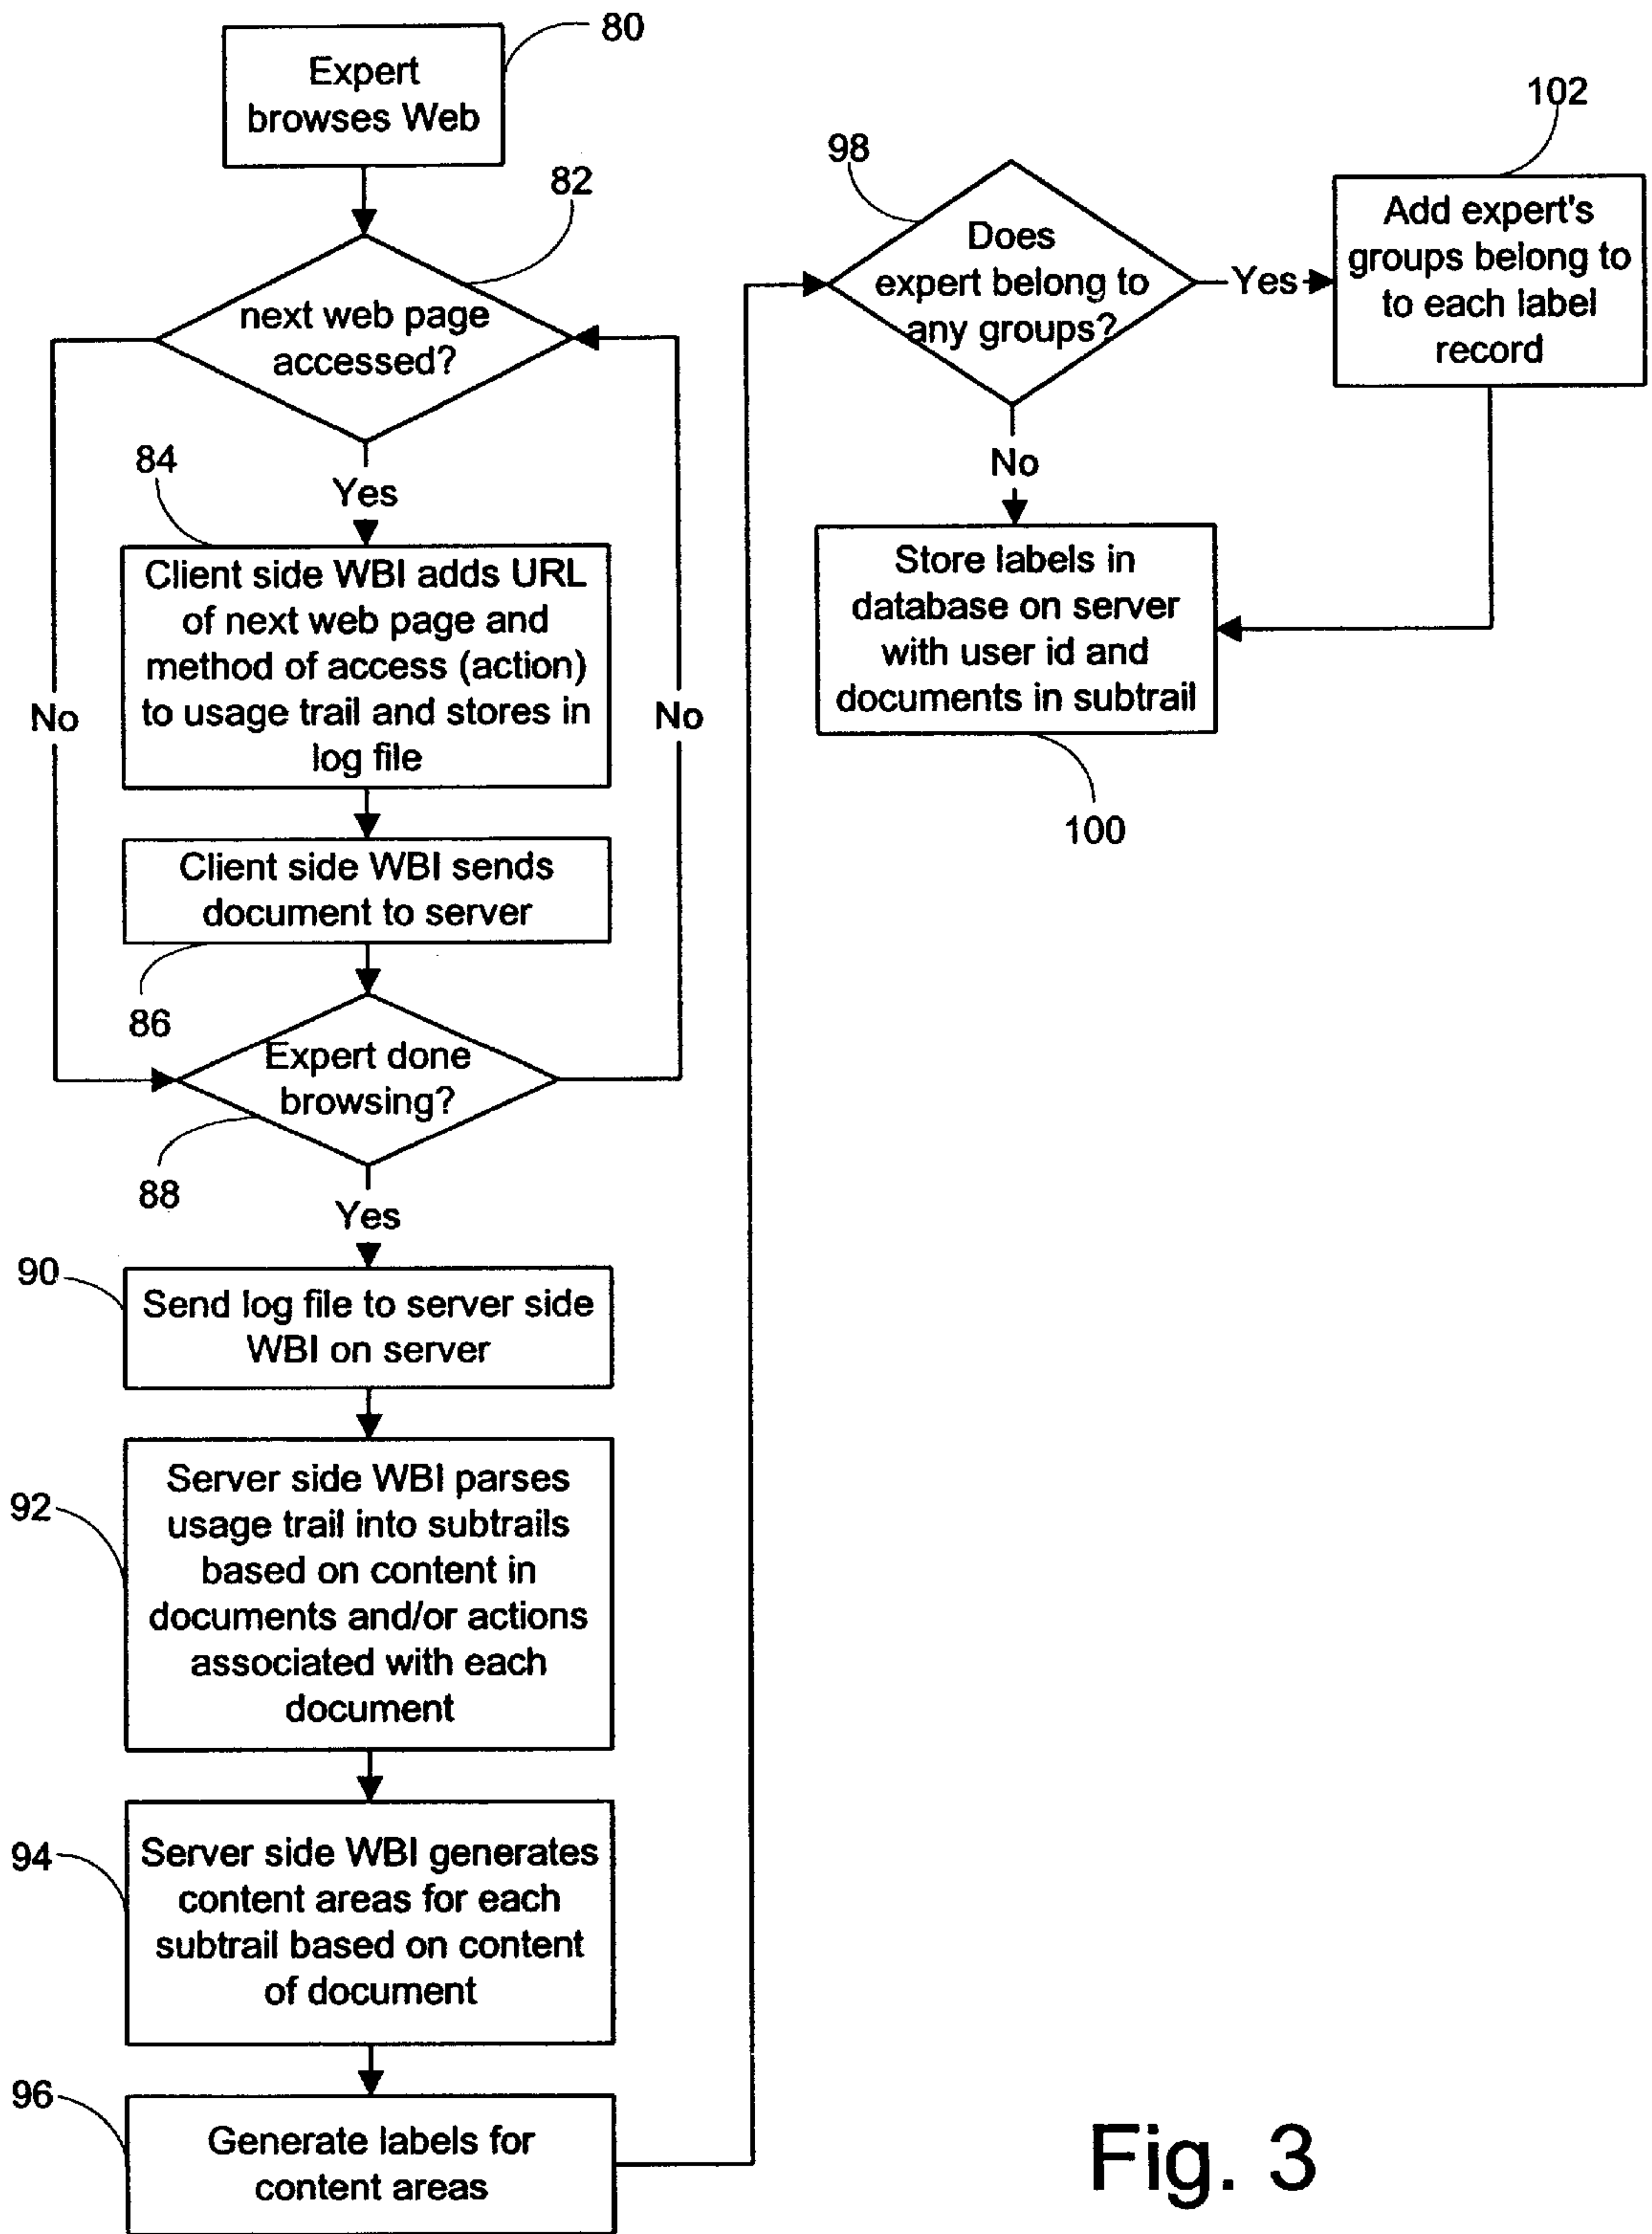 80
Expert
browses Web
82
next web page
accessed?
84
Yes
Client side WBI adds URL
of next web page and
method of access (action)
to usage trail and stores in
log file
No
No
Client side WBI sends
document to server
86
Expert done
browsing?
88
Yes
90
Send log file to server side
WBI on server
92
Server side WBI parses
usage trail into subtrails
based on content in
documents and/or actions
associated with each
document
94
Server side WBI generates
content areas for each
subtrail based on content
of document
96
Generate labels for
content areas
98
Does
expert belong to
any groups?
Yes
102
Add expert's
groups belong to
to each label
record
No
Store labels in
database on server
with user id and
documents in subtrail
100
Fig. 3